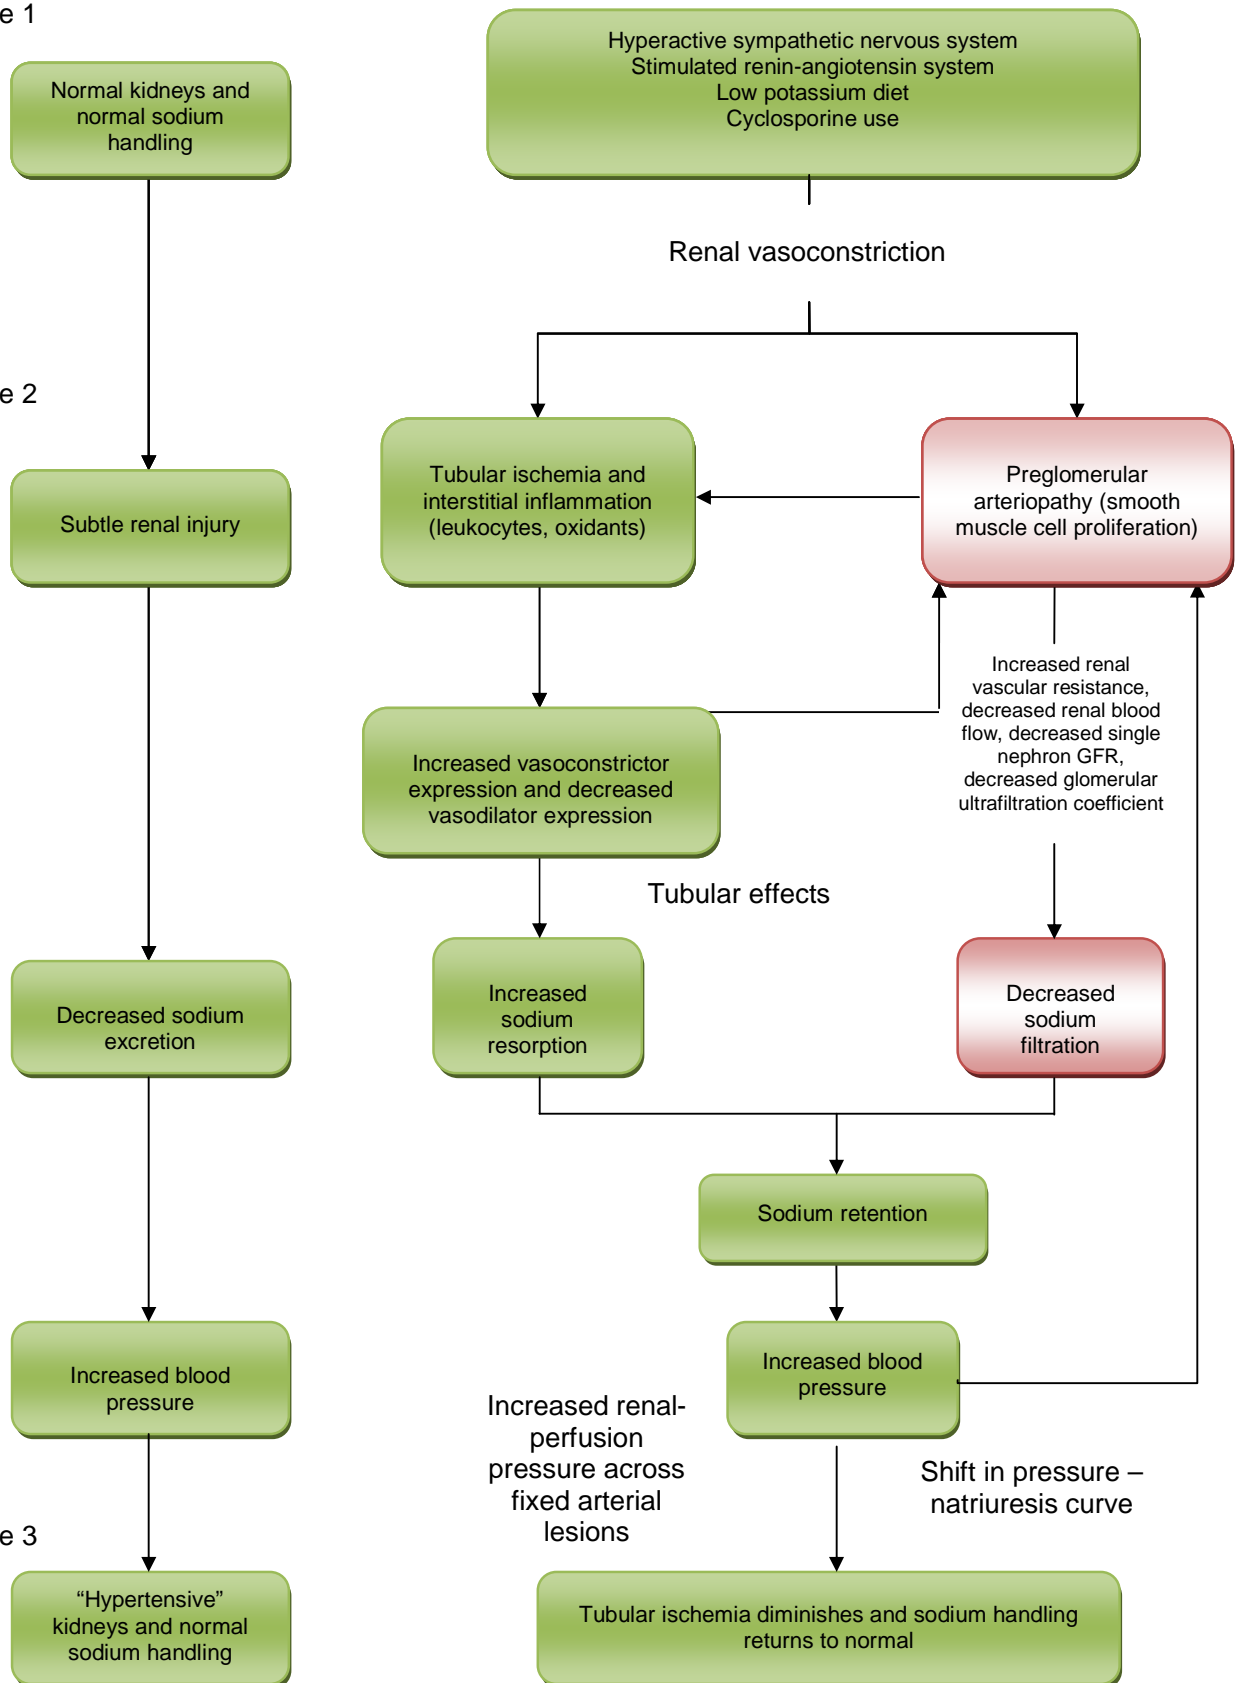 e 1
Normal kidneys and
normal sodium
handling
Hyperactive sympathetic nervous system
Stimulated renin-angiotensin system
Low potassium diet
Cyclosporine use
Renal vasoconstriction
e 2
Subtle renal injury
Tubular ischemia and
interstitial inflammation
(leukocytes, oxidants)
Preglomerular
arteriopathy (smooth
muscle cell proliferation)
Increased renal
vascular resistance,
decreased renal blood
flow, decreased single
nephron GFR,
decreased glomerular
ultrafiltration coefficient
Increased vasoconstrictor
expression and decreased
vasodilator expression
Tubular effects
Decreased sodium
excretion
Increased
sodium
resorption
Decreased
sodium
filtration
Sodium retention
Increased blood
pressure
Increased blood
pressure
Increased renal-
perfusion
pressure across
fixed arterial
lesions
Shift in pressure –
natriuresis curve
e 3
“Hypertensive”
kidneys and normal
sodium handling
Tubular ischemia diminishes and sodium handling
returns to normal